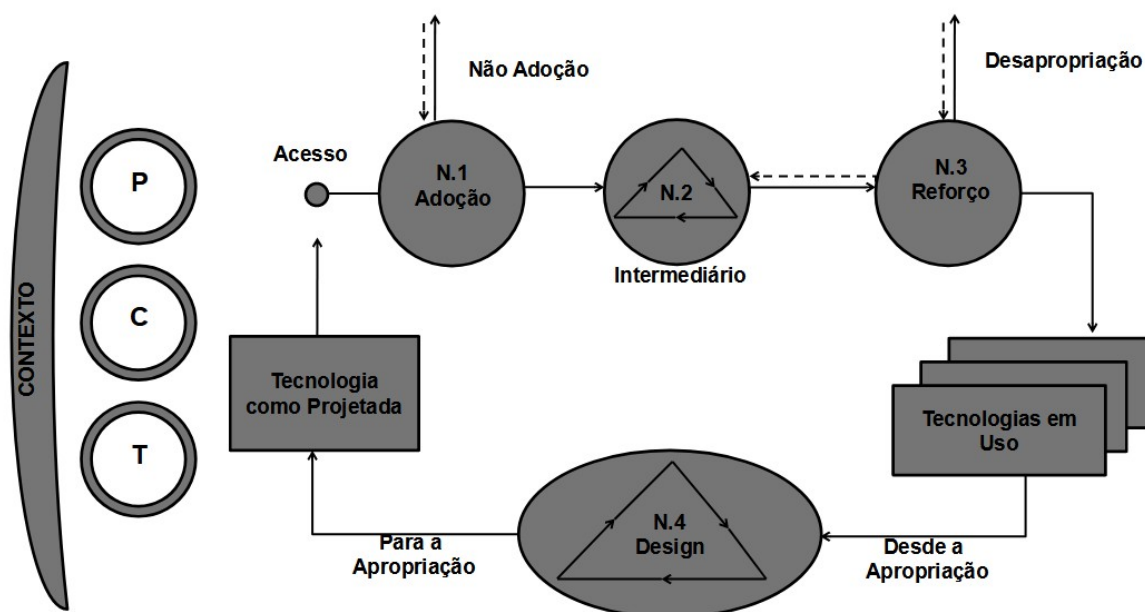 CONTEXTO
P
C
T
Acesso
Não Adoção
N.1
Adoção
N.2
Intermediário
Desapropriação
N.3
Reforço
Tecnologia
como Projetada
Tecnologias em
Uso
N.4
Design
Para a
Apropriação
Desde a
Apropriação